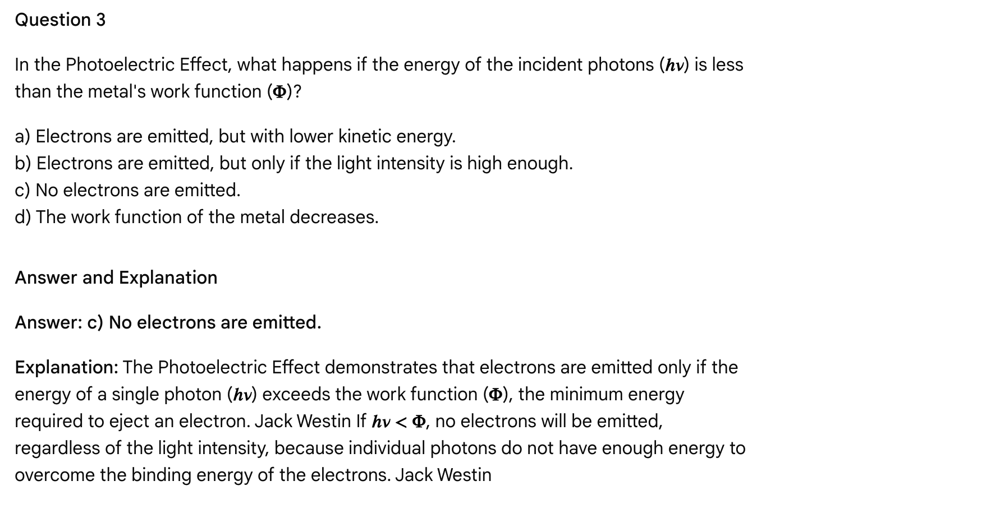 Question 3
In the Photoelectric Effect, what happens if the energy of the incident photons (hν) is less
than the metal's work function (Φ)?
a) Electrons are emitted, but with lower kinetic energy.
b) Electrons are emitted, but only if the light intensity is high enough.
c) No electrons are emitted.
d) The work function of the metal decreases.
Answer and Explanation
Answer: c) No electrons are emitted.
Explanation: The Photoelectric Effect demonstrates that electrons are emitted only if the
energy of a single photon (hν) exceeds the work function (Φ), the minimum energy
required to eject an electron. Jack Westin If hν < Φ, no electrons will be emitted,
regardless of the light intensity, because individual photons do not have enough energy to
overcome the binding energy of the electrons. Jack Westin